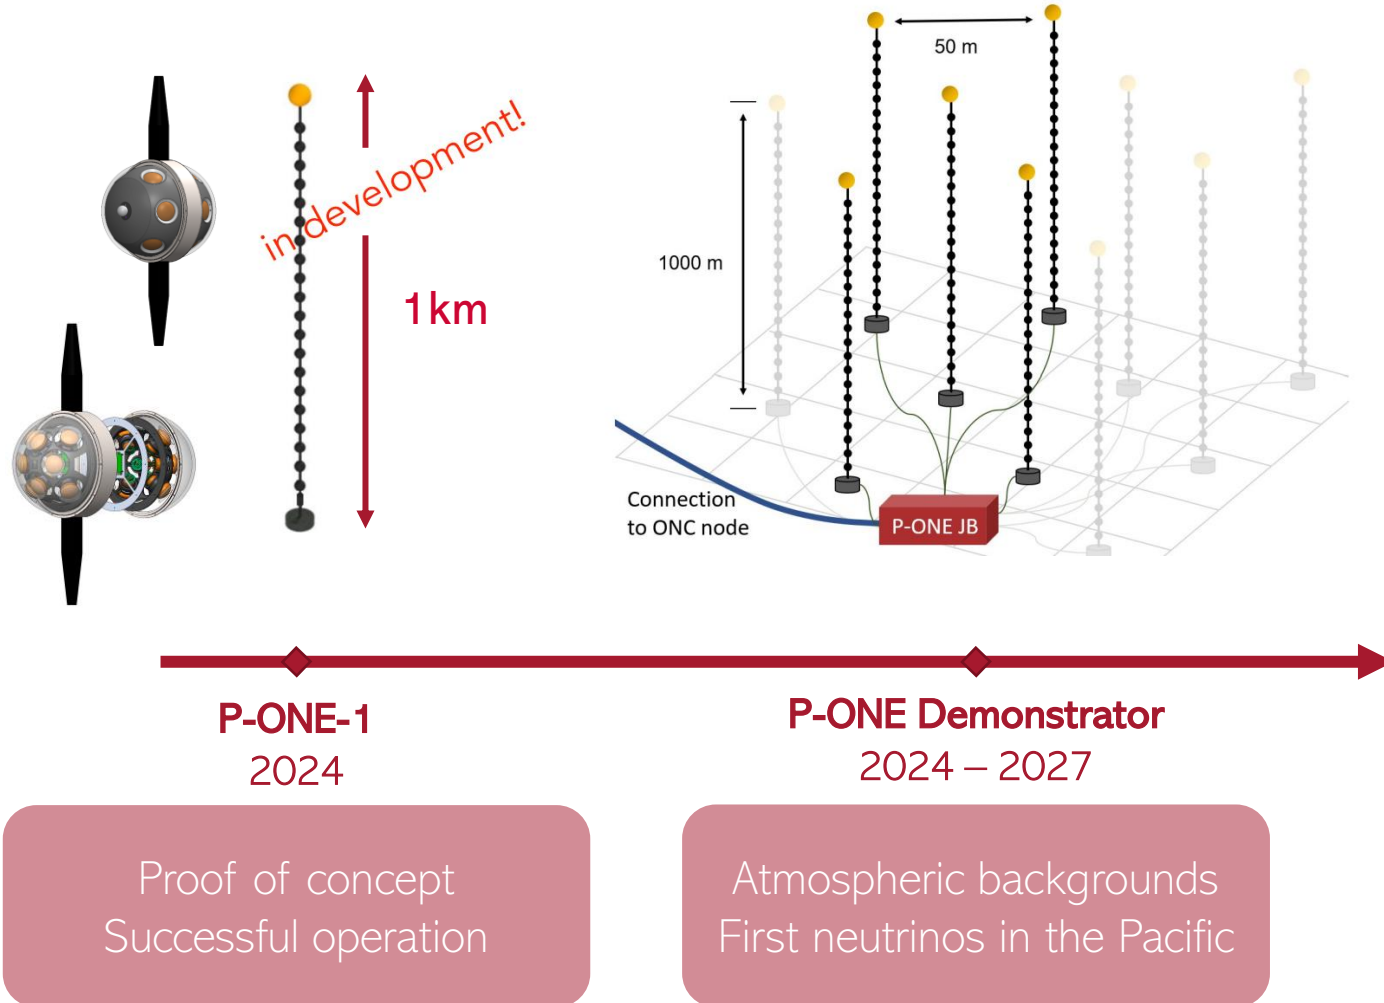 in development!
1km
50 m
1000 m
Connection
to ONC node
P-ONE JB
P-ONE-1
2024
P-ONE Demonstrator
2024 – 2027
Proof of concept
Successful operation
Atmospheric backgrounds
First neutrinos in the Pacific